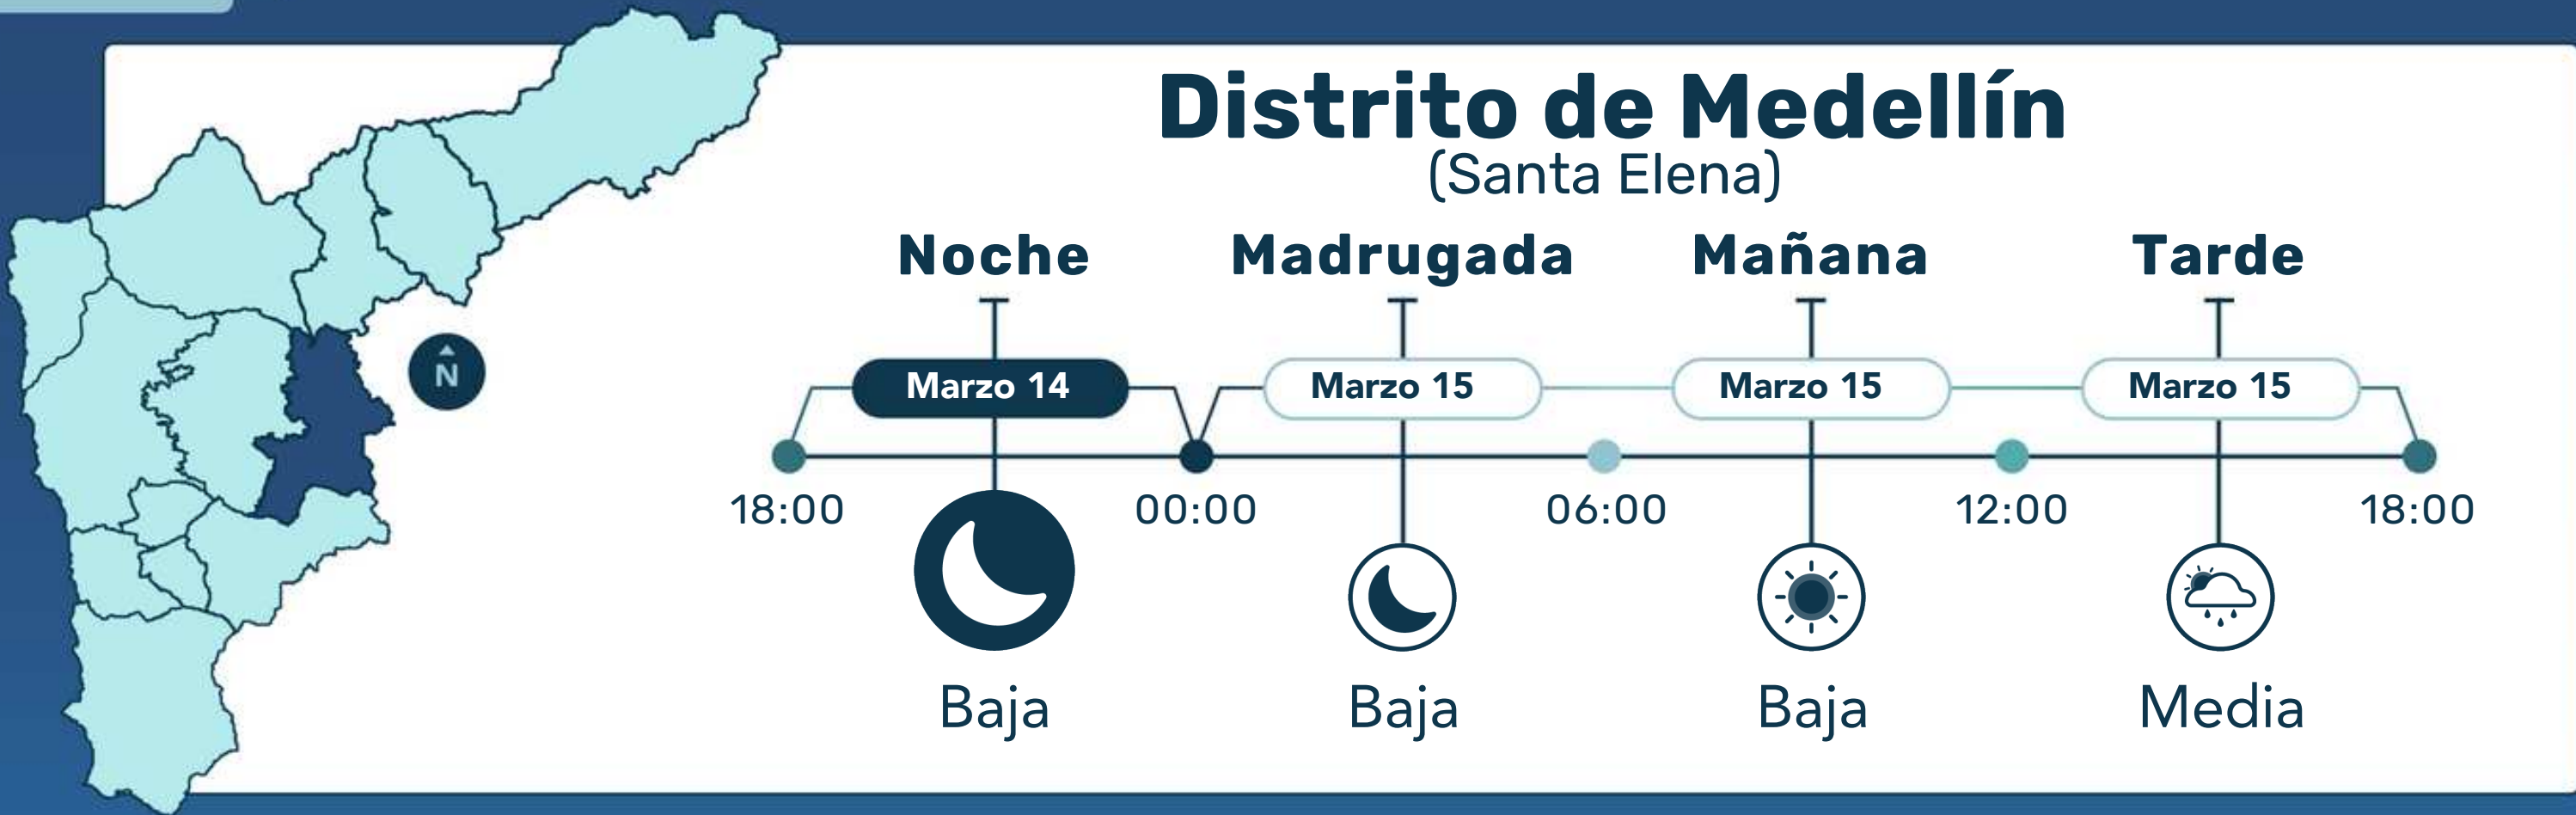 Distrito de Medellín
(Santa Elena)
Noche Madrugada Mañana Tarde
Marzo 14 Marzo 15 Marzo 15 Marzo 15
N
18:00 00:00 06:00 12:00 18:00
Baja Baja Baja Media